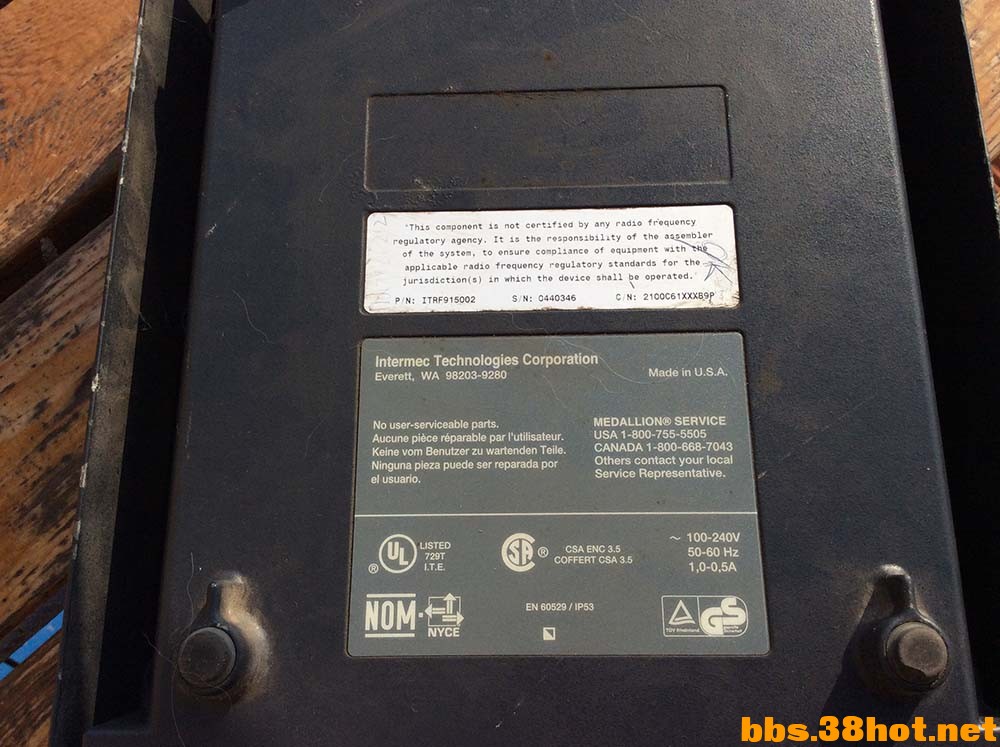 'This component is not certified by any radio frequency
regulatory agency. It is the responsibility of the assembler
of the system, to ensure compliance of equipment with the
applicable radio frequency regulatory standards for the
jurisdiction(s) in which the device shall be operated.'
P/N: ITRF915002 S/N: 0440346 C/N: 2100C61XXXB9P
Intermec Technologies Corporation
Everett, WA 98203-9280
Made in U.S.A.
No user-serviceable parts.
Aucune pièce réparable par l'utilisateur.
Keine vom Benutzer zu wartenden Teile.
Ninguna pieza puede ser reparada por
el usuario.
MEDALLION® SERVICE
USA 1-800-755-5505
CANADA 1-800-668-7043
Others contact your local
Service Representative.
UL ®
LISTED
729T
I.T.E.
SA ®
CSA ENC 3.5
COFFERT CSA 3.5
~ 100-240V
50-60 Hz
1,0-0,5A
NOM-
NYCE
EN 60529 / IP53
TÜV Rheinland
GS
bbs.38hot.net